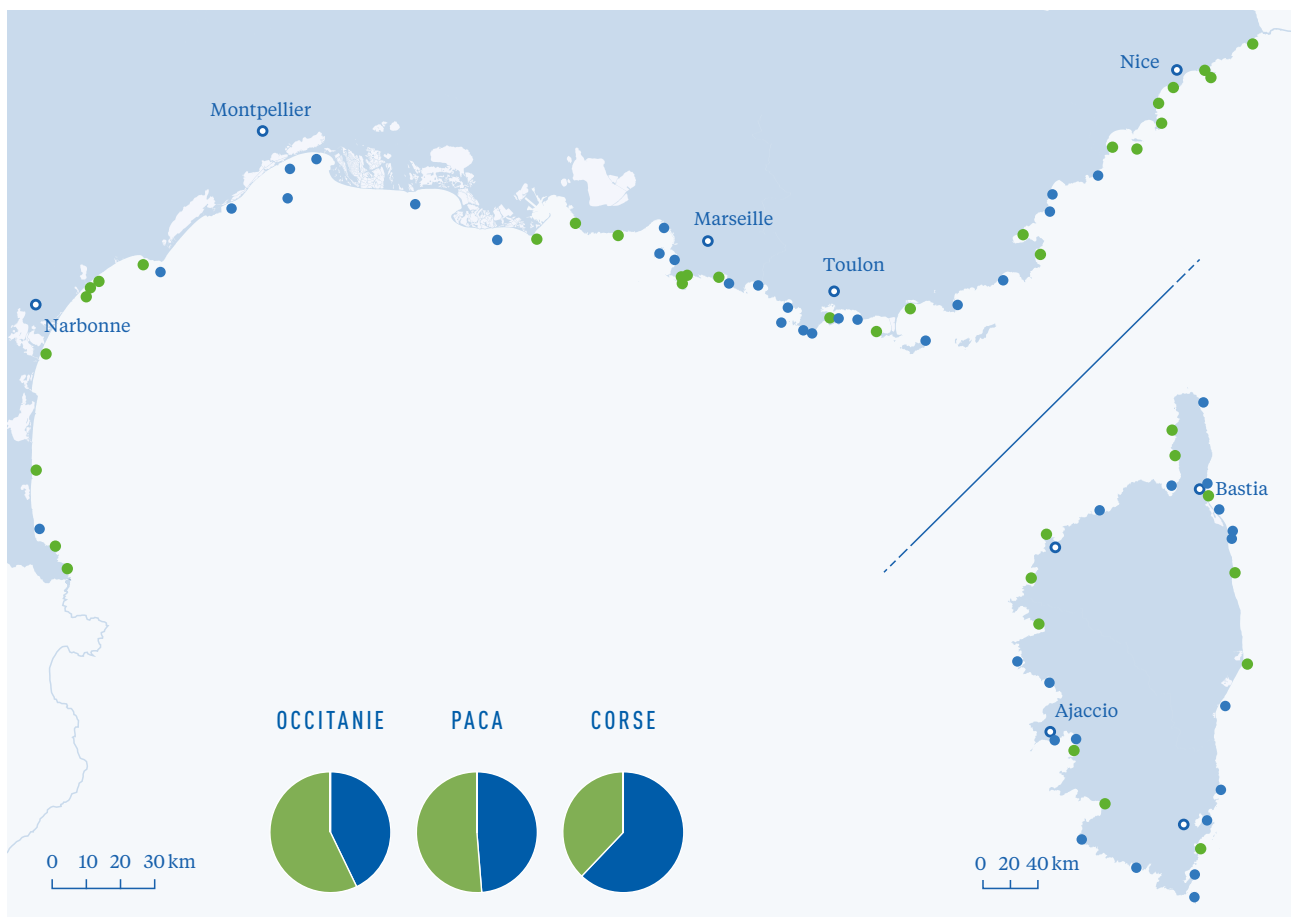 Nice
Montpellier
Marseille
Toulon
Narbonne
Bastia
Ajaccio
OCCITANIE PACA CORSE
0 10 20 30 km
0 20 40 km